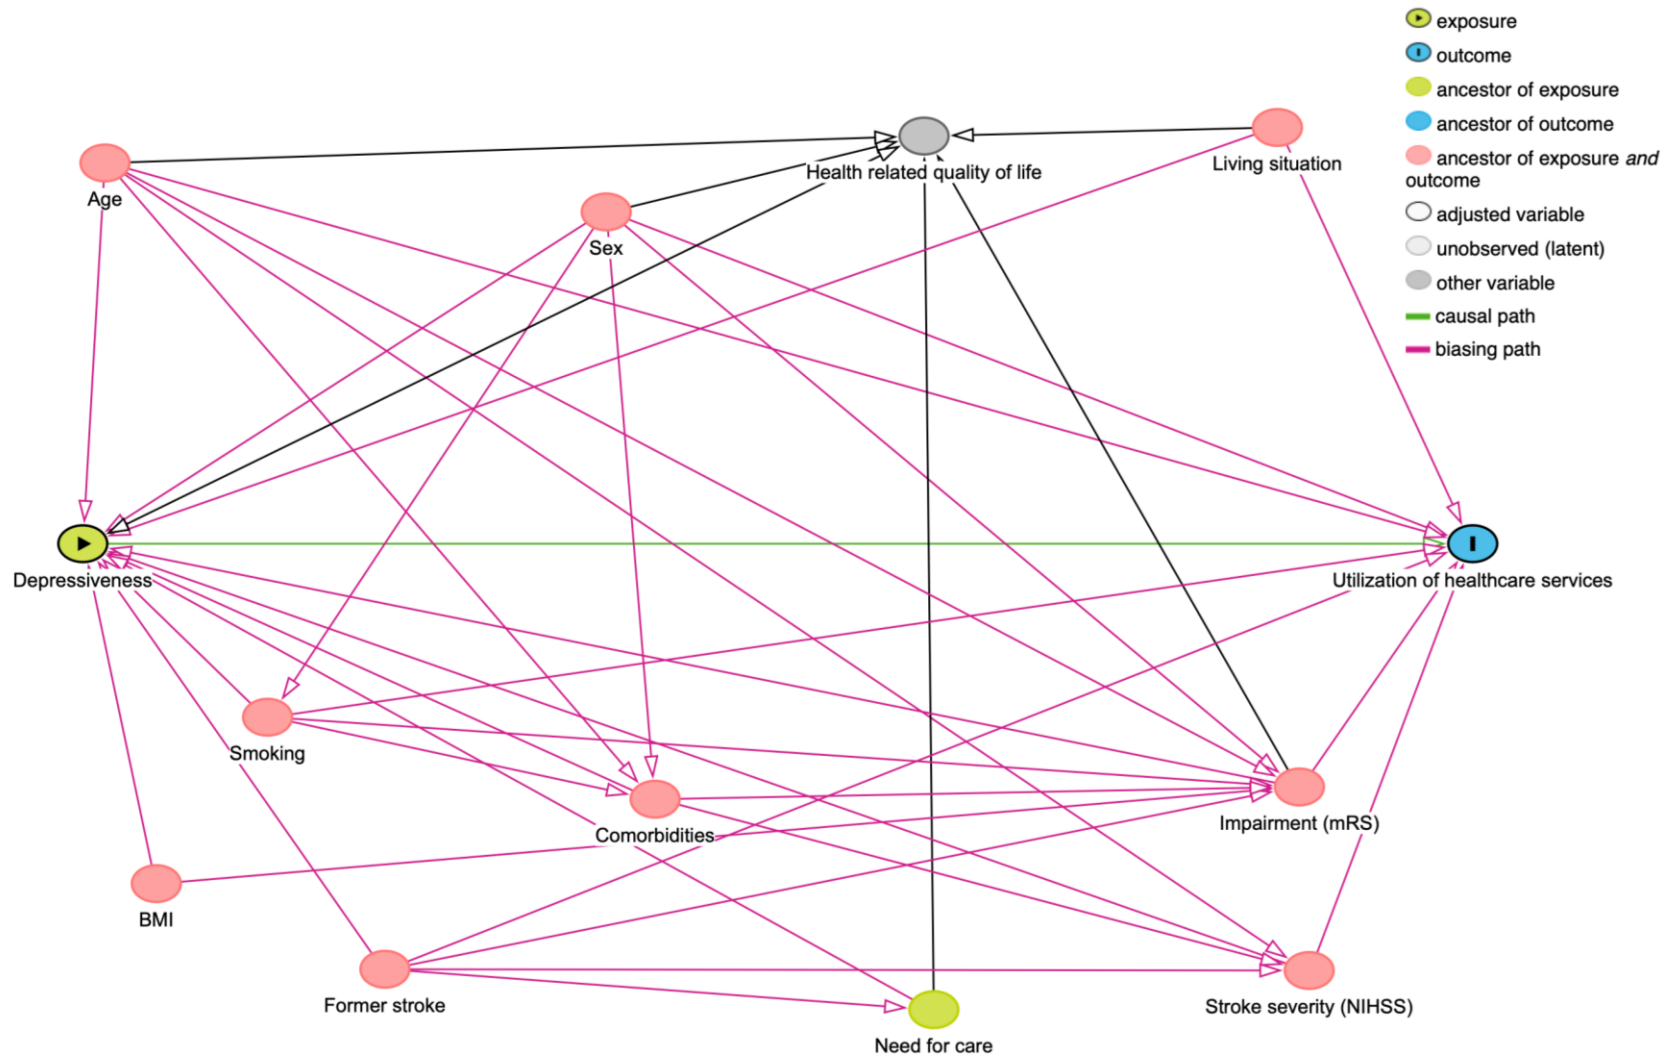 exposure
outcome
ancestor of exposure
ancestor of outcome
ancestor of exposure and
outcome
adjusted variable
unobserved (latent)
other variable
causal path
biasing path
Age
Health related quality of life
Living situation
Sex
Depressiveness
Utilization of healthcare services
Smoking
Comorbidities
Impairment (mRS)
BMI
Former stroke
Need for care
Stroke severity (NIHSS)